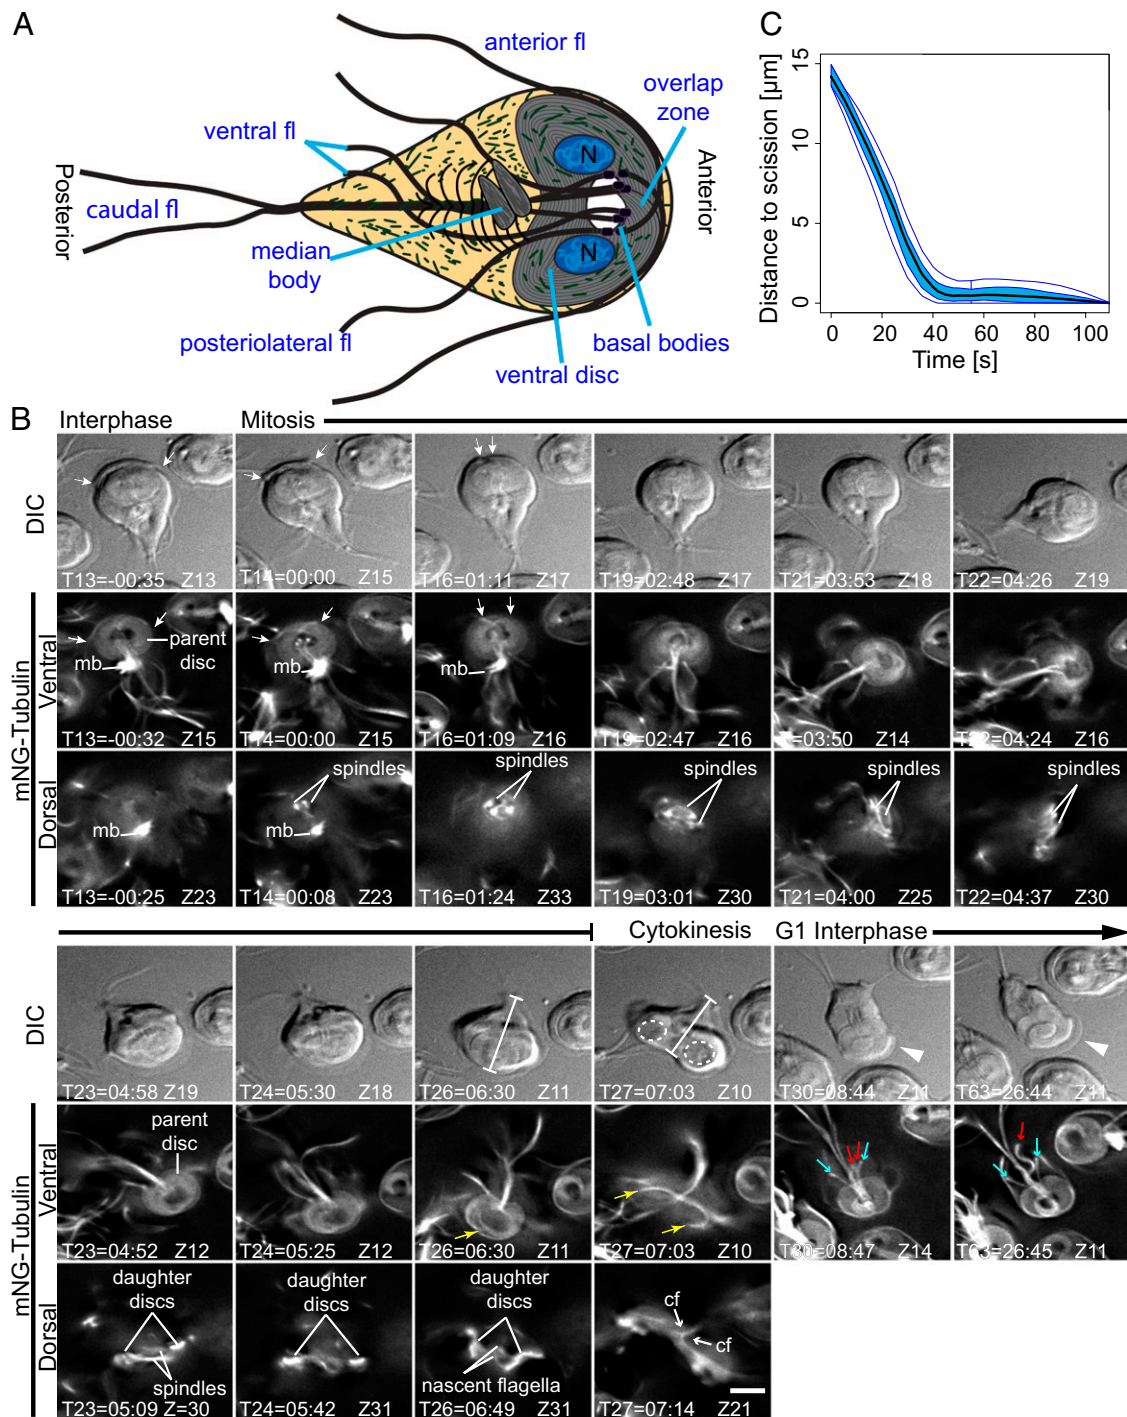 A
anterior fl
overlap
zone
ventral fl
N
Anterior
Posterior
caudal fl
median
body
N
posteriolateral fl
basal bodies
ventral disc
C
Distance to scission [µm]
15
10
5
0
0 20 40 60 80 100
Time [s]
B
Interphase Mitosis
DIC
T13=-00:35 Z13
T14=00:00 Z15
T16=01:11 Z17
T19=02:48 Z17
T21=03:53 Z18
T22=04:26 Z19
mNG-Tubulin
Ventral
parent
disc
mb
T13=-00:32 Z15
mb
T14=00:00 Z15
mb
T16=01:09 Z16
T19=02:47 Z16
=03:50 Z14
T22=04:24 Z16
Dorsal
mb
T13=-00:25 Z23
spindles
mb
T14=00:08 Z23
spindles
T16=01:24 Z33
spindles
T19=03:01 Z30
spindles
T21=04:00 Z25
spindles
T22=04:37 Z30
Cytokinesis G1 Interphase
DIC
T23=04:58 Z19
T24=05:30 Z18
T26=06:30 Z11
T27=07:03 Z10
T30=08:44 Z11
T63=26:44 Z11
mNG-Tubulin
Ventral
parent
disc
T23=04:52 Z12
T24=05:25 Z12
T26=06:30 Z11
T27=07:03 Z10
T30=08:47 Z14
T63=26:45 Z11
Dorsal
daughter
discs
spindles
T23=05:09 Z=30
daughter
discs
T24=05:42 Z31
daughter
discs
nascent flagella
T26=06:49 Z31
cf
cf
T27=07:14 Z21